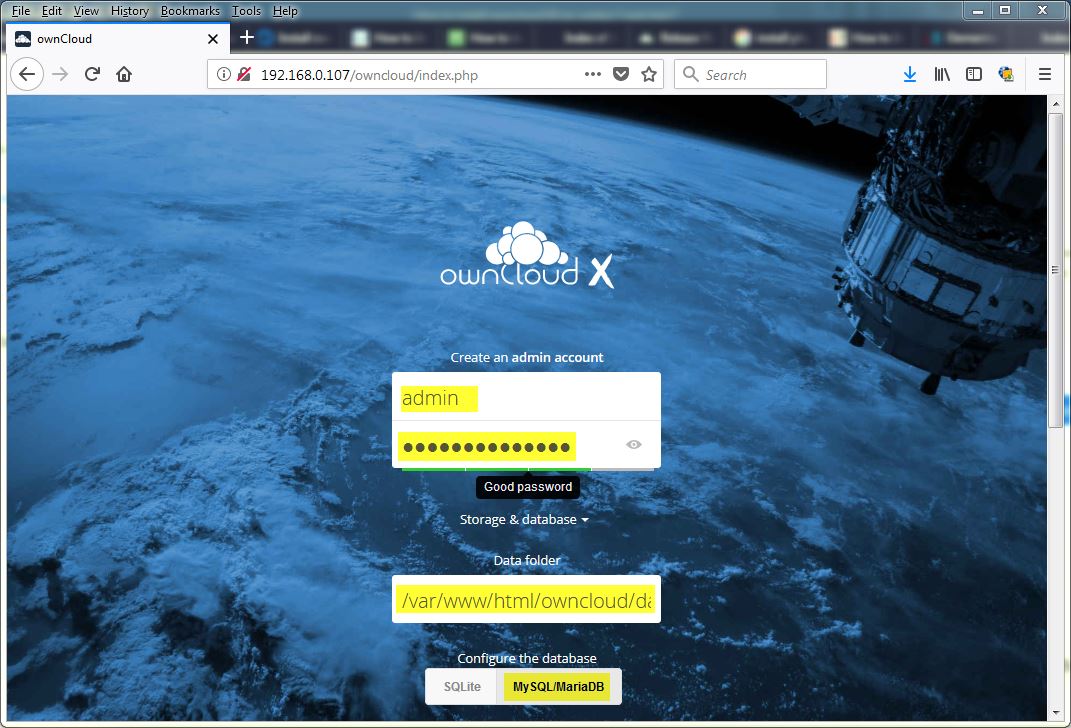 File Edit View History Bookmarks Tools Help
ownCloud
192.168.0.107/owncloud/index.php
Search
ownCloud X
Create an admin account
admin
●●●●●●●●●●●●●●
Good password
Storage & database
Data folder
/var/www/html/owncloud/da
Configure the database
SQLite MySQL/MariaDB